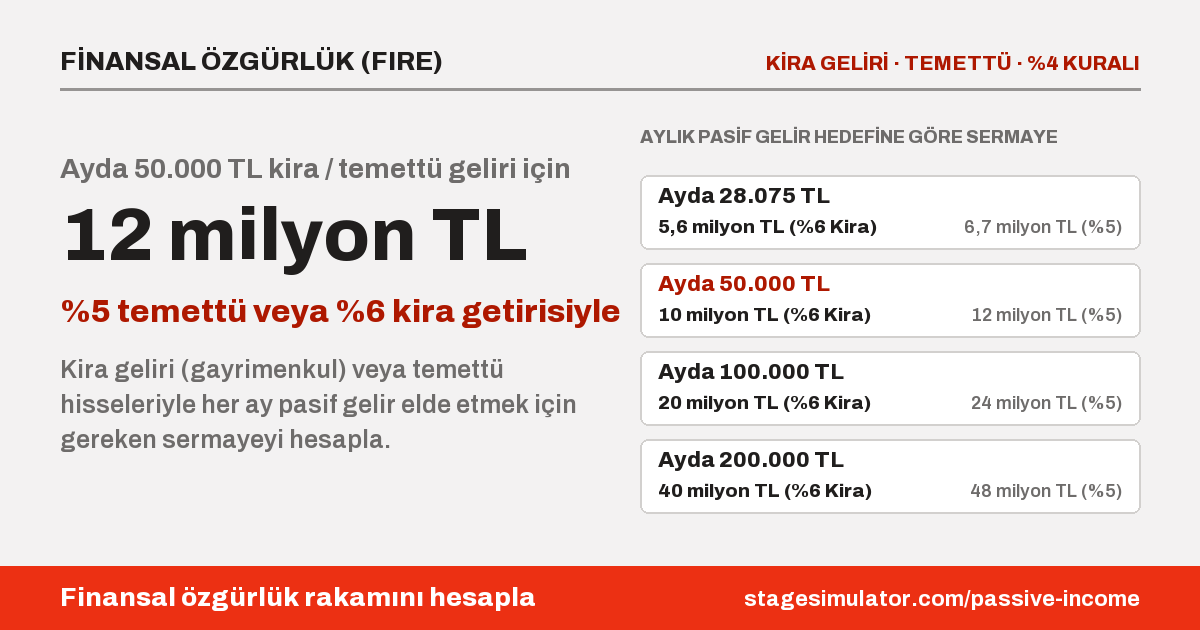 FİNANSAL ÖZGÜRLÜK (FIRE)
KİRA GELİRİ · TEMETTÜ · %4 KURALI
Ayda 50.000 TL kira / temettü geliri için
12 milyon TL
%5 temettü veya %6 kira getirisiyle
Kira geliri (gayrimenkul) veya temettü
hisseleriyle her ay pasif gelir elde etmek için
gereken sermayeyi hesapla.
AYLIK PASİF GELİR HEDEFİNE GÖRE SERMAYE
Ayda 28.075 TL
5,6 milyon TL (%6 Kira) 6,7 milyon TL (%5)
Ayda 50.000 TL
10 milyon TL (%6 Kira) 12 milyon TL (%5)
Ayda 100.000 TL
20 milyon TL (%6 Kira) 24 milyon TL (%5)
Ayda 200.000 TL
40 milyon TL (%6 Kira) 48 milyon TL (%5)
Finansal özgürlük rakamını hesapla
stagesimulator.com/passive-income